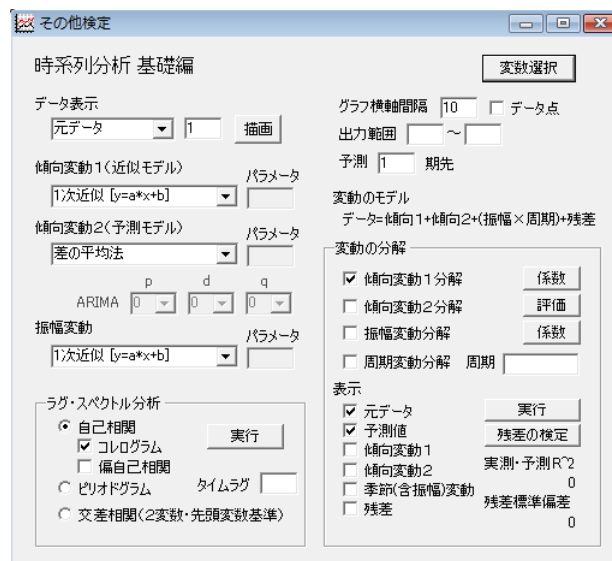 その他検定
時系列分析 基礎編
変数選択
データ表示
元データ 1 描画
グラフ横軸間隔 10 データ点
出力範囲 ～
予測 1 期先
傾向変動1(近似モデル) パラメータ
1次近似 [y=a*x+b]
傾向変動2(予測モデル) パラメータ
差の平均法
p d q
ARIMA 0 0 0
振幅変動 パラメータ
1次近似 [y=a*x+b]
変動のモデル
データ=傾向1+傾向2+(振幅×周期)+残差
変動の分解
傾向変動1分解 係数
傾向変動2分解 評価
振幅変動分解 係数
周期変動分解 周期
表示
元データ 実行
予測値 残差の検定
傾向変動1
傾向変動2
季節(含振幅)変動
残差
実測・予測R^2
0
残差標準偏差
0
ラグ・スペクトル分析
自己相関
コレログラム 実行
偏自己相関
ピリオドグラム タイムラグ
交差相関(2変数・先頭変数基準)